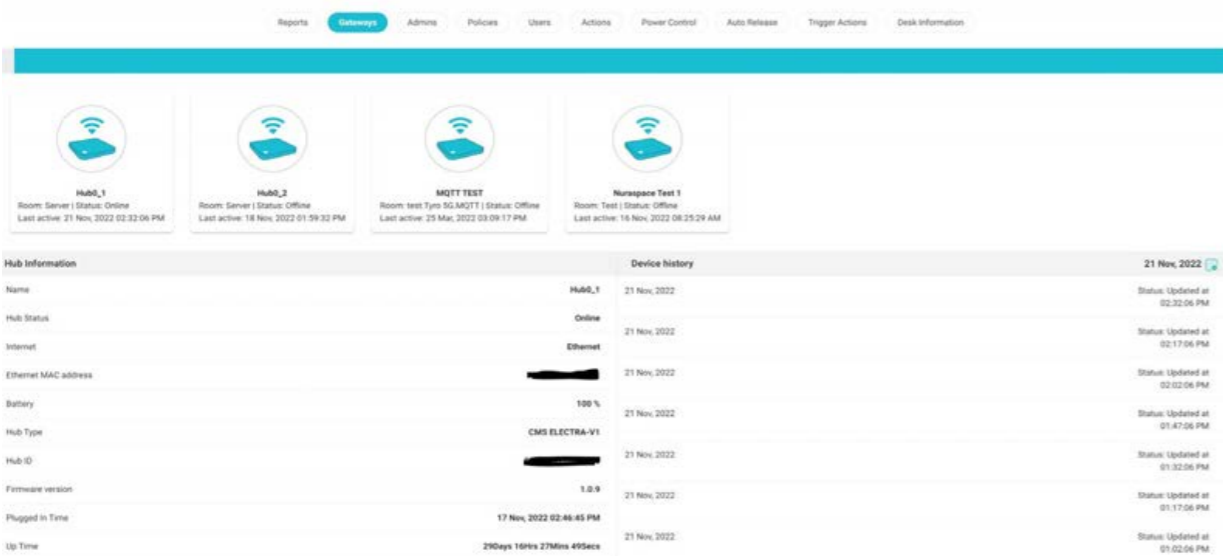 Reports Gateways Admins Policies Users Actions Power Control Auto Release Trigger Actions Desk Information
Hub0_1
Room: Server | Status: Online
Last active: 21 Nov, 2022 02:32:06 PM
Hub0_2
Room: Server | Status: Offline
Last active: 18 Nov, 2022 01:59:32 PM
MQTT TEST
Room: test Tyro 5G,MQTT | Status: Offline
Last active: 25 Mar, 2022 03:09:17 PM
Nuraspace Test 1
Room: Test | Status: Offline
Last active: 16 Nov, 2022 08:25:29 AM
Hub Information
Name Hub0_1
Hub Status Online
Internet Ethernet
Ethernet MAC address
Battery 100 %
Hub Type CMS ELECTRA-V1
Hub ID
Firmware version 1.0.9
Plugged In Time 17 Nov, 2022 02:46:45 PM
Up Time 290ays 16Hrs 27Mins 49Secs
Device history 21 Nov, 2022
21 Nov, 2022 Status: Updated at
02:32:06 PM
21 Nov, 2022 Status: Updated at
02:17:06 PM
21 Nov, 2022 Status: Updated at
02:02:06 PM
21 Nov, 2022 Status: Updated at
01:47:06 PM
21 Nov, 2022 Status: Updated at
01:32:06 PM
21 Nov, 2022 Status: Updated at
01:17:06 PM
21 Nov, 2022 Status: Updated at
01:02:06 PM